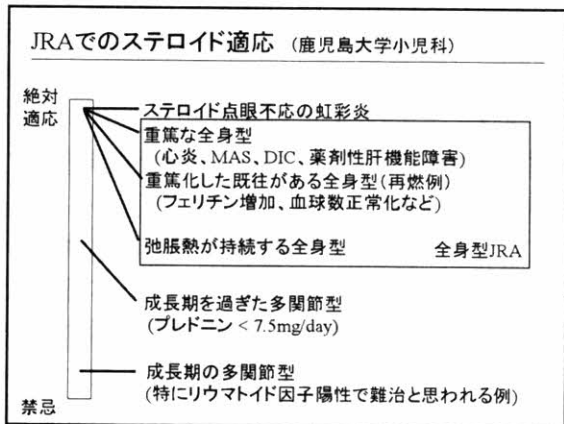 JRAでのステロイド適応 （鹿児島大学小児科）
絶対
適応
ステロイド点眼不応の虹彩炎
重篤な全身型
(心炎、MAS、DIC、薬剤性肝機能障害)
重篤化した既往がある全身型(再燃例)
(フェリチン増加、血球数正常化など)
弛脹熱が持続する全身型
全身型JRA
成長期を過ぎた多関節型
(プレドニン < 7.5mg/day)
成長期の多関節型
(特にリウマトイド因子陽性で難治と思われる例)
禁忌